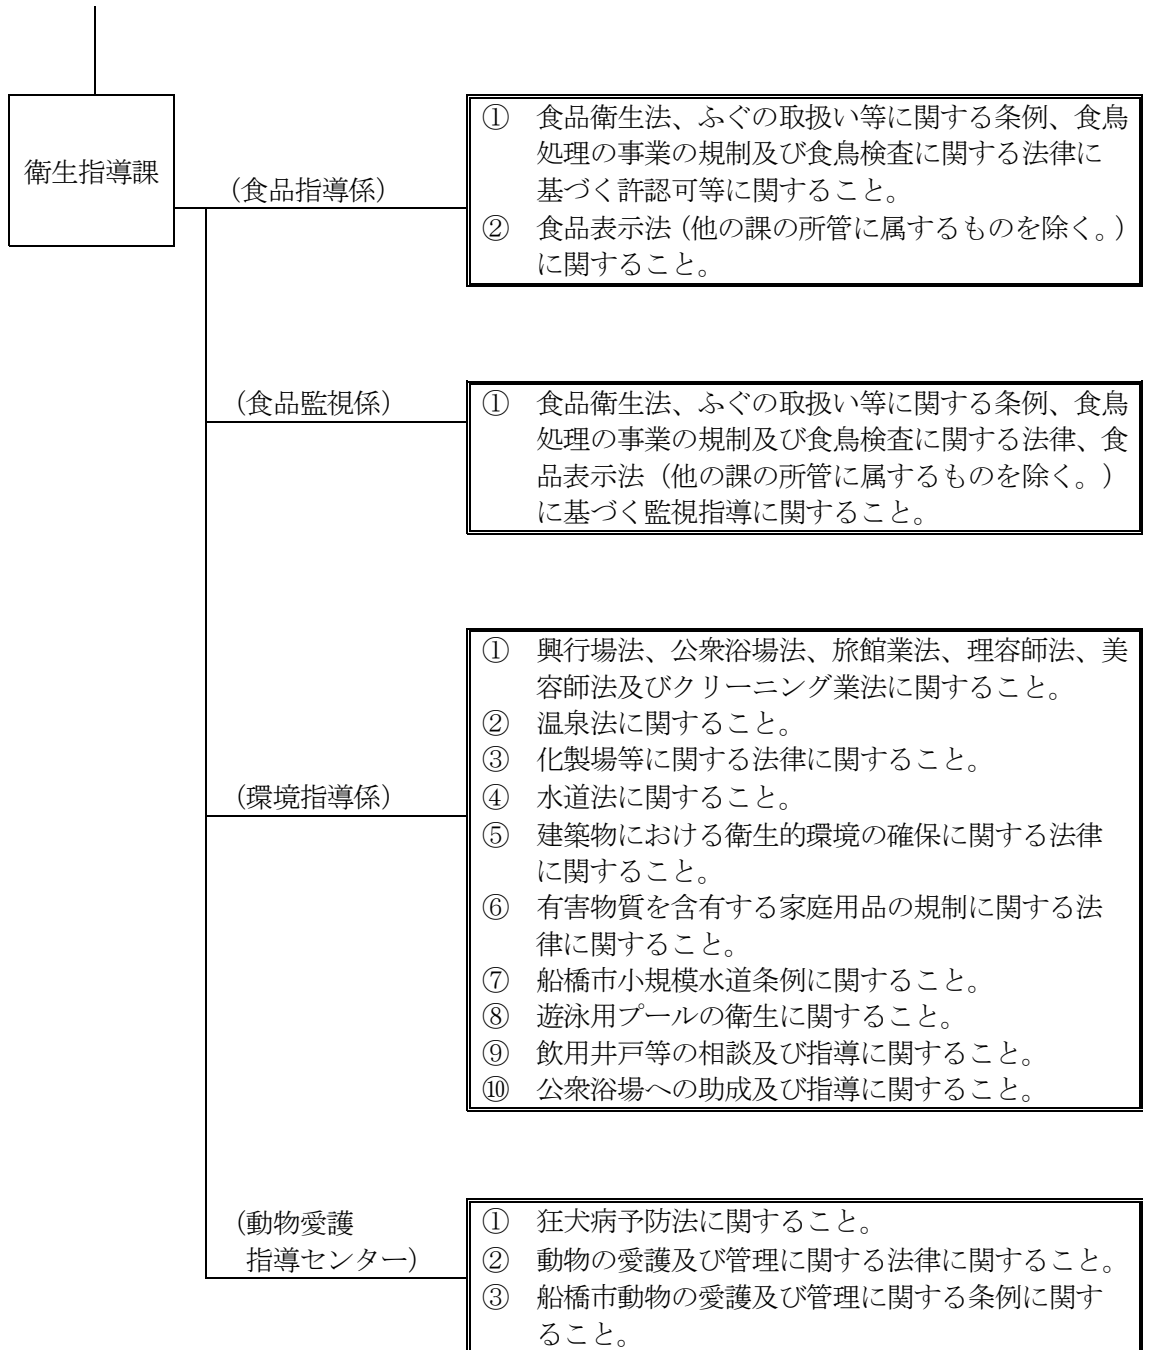 衛生指導課
（食品指導係）
①　食品衛生法、ふぐの取扱い等に関する条例、食鳥
処理の事業の規制及び食鳥検査に関する法律に
基づく許認可等に関すること。
②　食品表示法（他の課の所管に属するものを除く。）
に関すること。
（食品監視係）
①　食品衛生法、ふぐの取扱い等に関する条例、食鳥
処理の事業の規制及び食鳥検査に関する法律、食
品表示法（他の課の所管に属するものを除く。）
に基づく監視指導に関すること。
（環境指導係）
①　興行場法、公衆浴場法、旅館業法、理容師法、美
容師法及びクリーニング業法に関すること。
②　温泉法に関すること。
③　化製場等に関する法律に関すること。
④　水道法に関すること。
⑤　建築物における衛生的環境の確保に関する法律
に関すること。
⑥　有害物質を含有する家庭用品の規制に関する法
律に関すること。
⑦　船橋市小規模水道条例に関すること。
⑧　遊泳用プールの衛生に関すること。
⑨　飲用井戸等の相談及び指導に関すること。
⑩　公衆浴場への助成及び指導に関すること。
（動物愛護
指導センター）
①　狂犬病予防法に関すること。
②　動物の愛護及び管理に関する法律に関すること。
③　船橋市動物の愛護及び管理に関する条例に関す
ること。